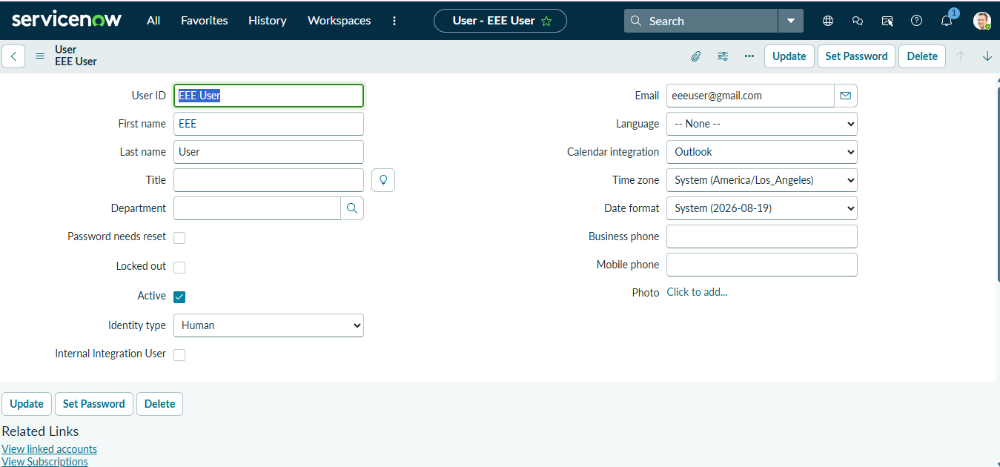 servicenow All Favorites History Workspaces User - EEE User Search 1
User
EEE User
Update Set Password Delete
User ID EEE User
First name EEE
Last name User
Title
Department
Password needs reset
Locked out
Active
Identity type Human
Internal Integration User
Email eeeuser@gmail.com
Language -- None --
Calendar integration Outlook
Time zone System (America/Los_Angeles)
Date format System (2026-08-19)
Business phone
Mobile phone
Photo Click to add...
Update Set Password Delete
Related Links
View linked accounts
View Subscriptions